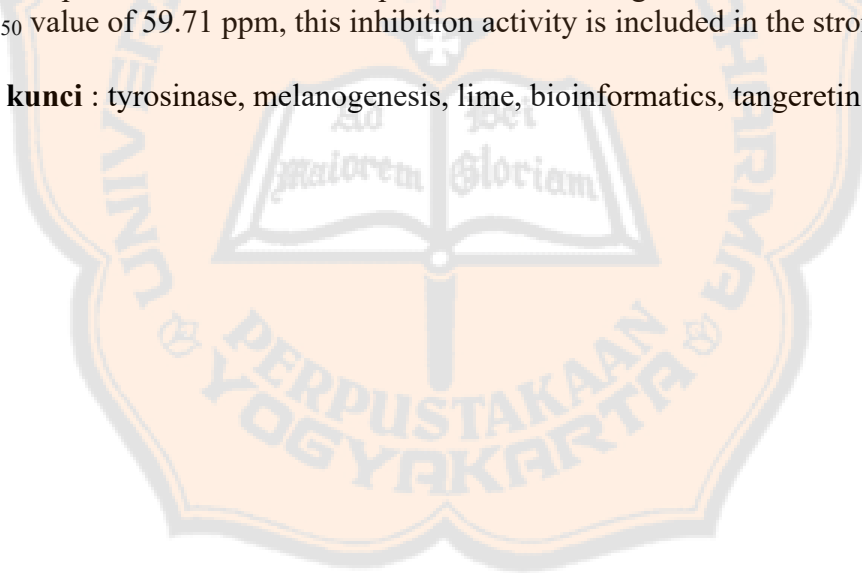 ₅₀ value of 59.71 ppm, this inhibition activity is included in the
kunci : tyrosinase, melanogenesis, lime, bioinformatics, tangeretin
Ad Dei
Maiorem Gloriam
PERPUSTAKAAN
YOGYAKARTA